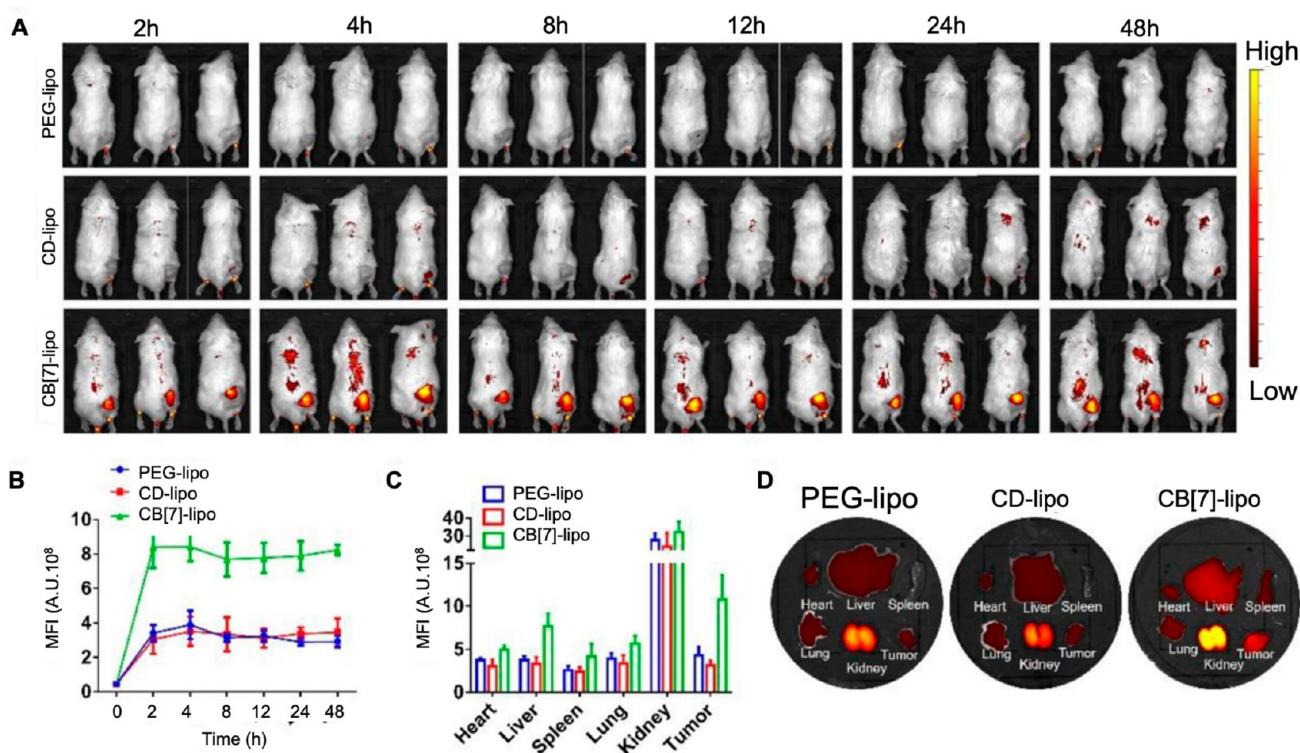 A
2h 4h 8h 12h 24h 48h
High
PEG-lipo
CD-lipo
CB[7]-lipo
Low
B
PEG-lipo
CD-lipo
CB[7]-lipo
MFI (A.U.10⁸)
10
8
6
4
2
0
0 2 4 8 12 24 48
Time (h)
C
PEG-lipo
CD-lipo
CB[7]-lipo
MFI (A.U.10⁸)
40
30
20
15
10
5
0
Heart Liver Spleen Lung Kidney Tumor
D
PEG-lipo CD-lipo CB[7]-lipo
Heart Liver Spleen
Lung Kidney Tumor
Heart Liver Spleen
Lung Kidney Tumor
Heart Liver Spleen
Lung Kidney Tumor